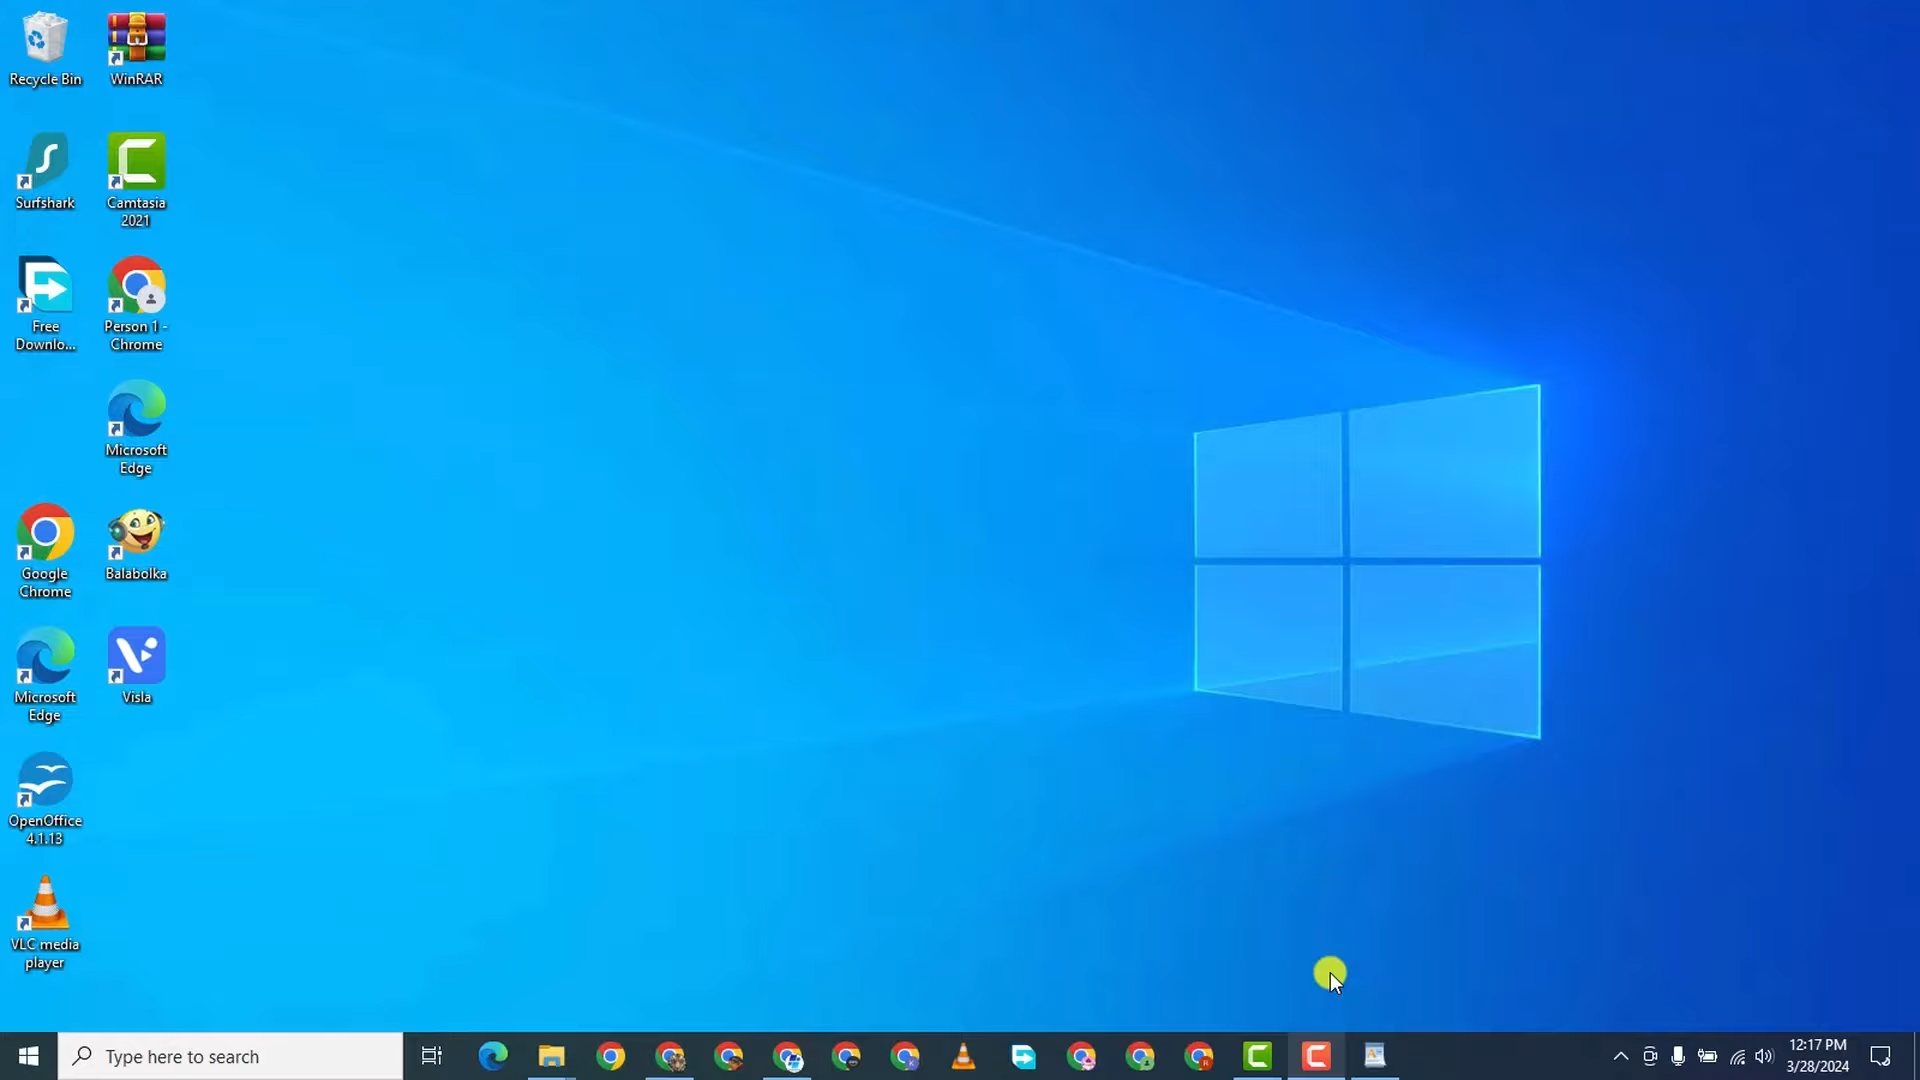 Recycle Bin
WinRAR
Surfshark
Camtasia
2021
Free
Downlo...
Person 1 -
Chrome
Microsoft
Edge
Google
Chrome
Balabolka
Microsoft
Edge
Visla
OpenOffice
4.1.13
VLC media
player
Type here to search
12:17 PM
3/28/2024